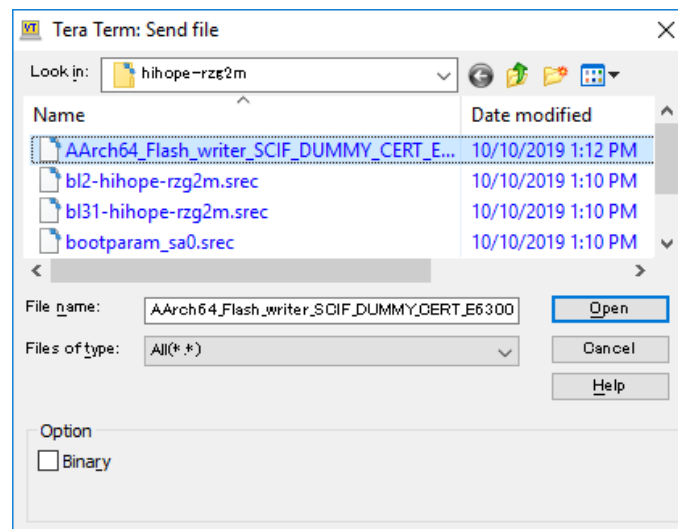 Tera Term: Send file
Look in: hihope-rzg2m
Name Date modified
AArch64_Flash_writer_SCIF_DUMMY_CERT_E... 10/10/2019 1:12 PM
bl2-hihope-rzg2m.srec 10/10/2019 1:10 PM
bl31-hihope-rzg2m.srec 10/10/2019 1:10 PM
bootparam_sa0.srec 10/10/2019 1:10 PM
File name: AArch64_Flash_writer_SCIF_DUMMY_CERT_E6300 Open
Files of type: All(*.*) Cancel
Help
Option
Binary